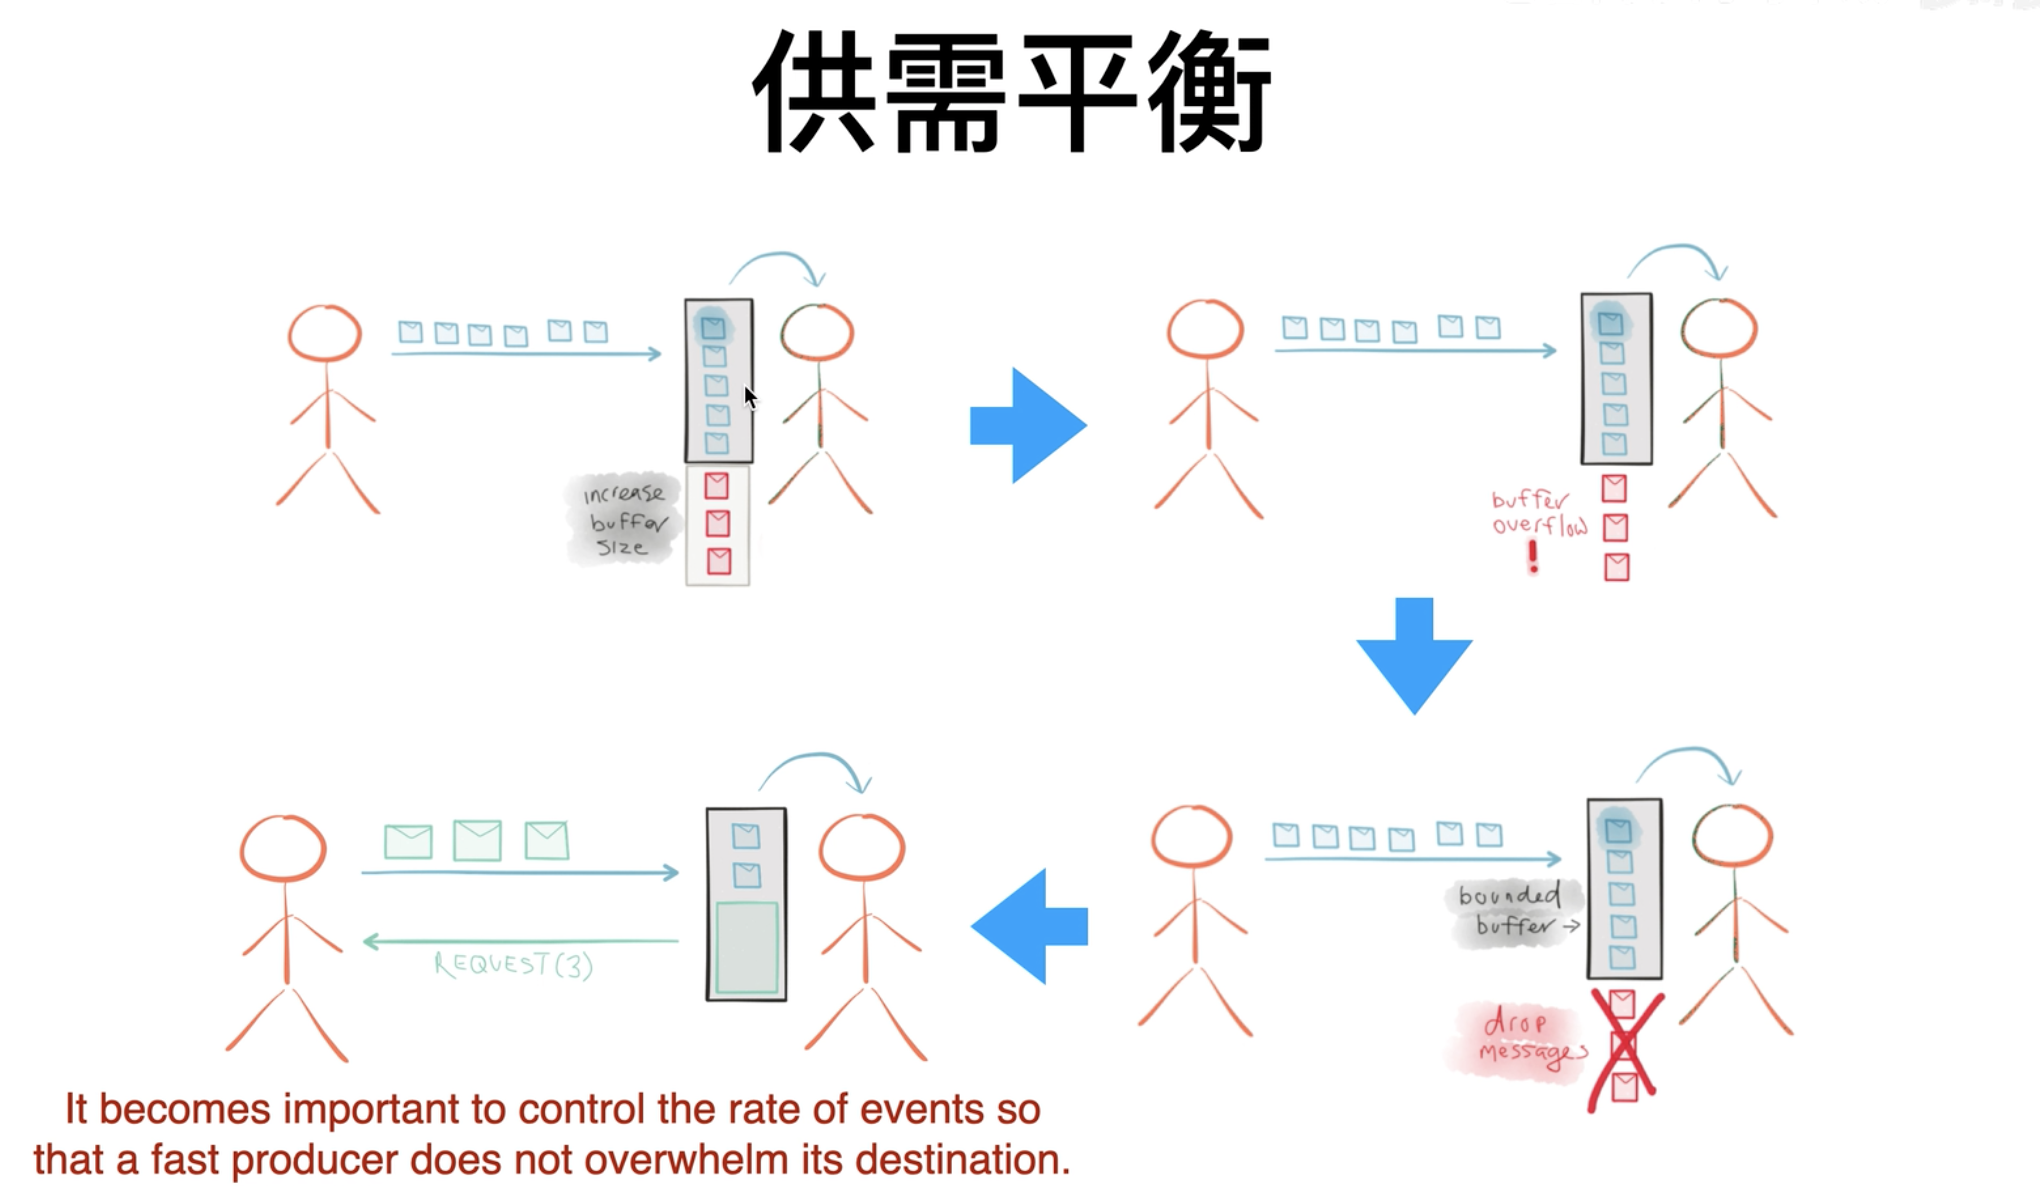 供需平衡
increase
buffer
size
buffer
overflow
!
bounded
buffer →
drop
messages
REQUEST(3)
It becomes important to control the rate of events so
that a fast producer does not overwhelm its destination.